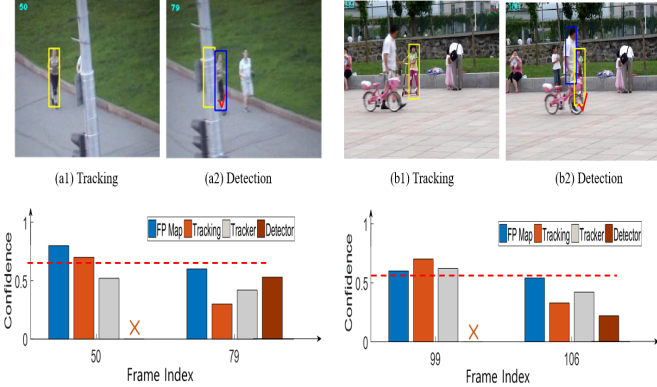 50
79
(a1) Tracking
(a2) Detection
(b1) Tracking
(b2) Detection
Confidence
1
0.5
0
FP Map
Tracking
Tracker
Detector
50
79
Frame Index
Confidence
1
0.5
0
FP Map
Tracking
Tracker
Detector
99
106
Frame Index